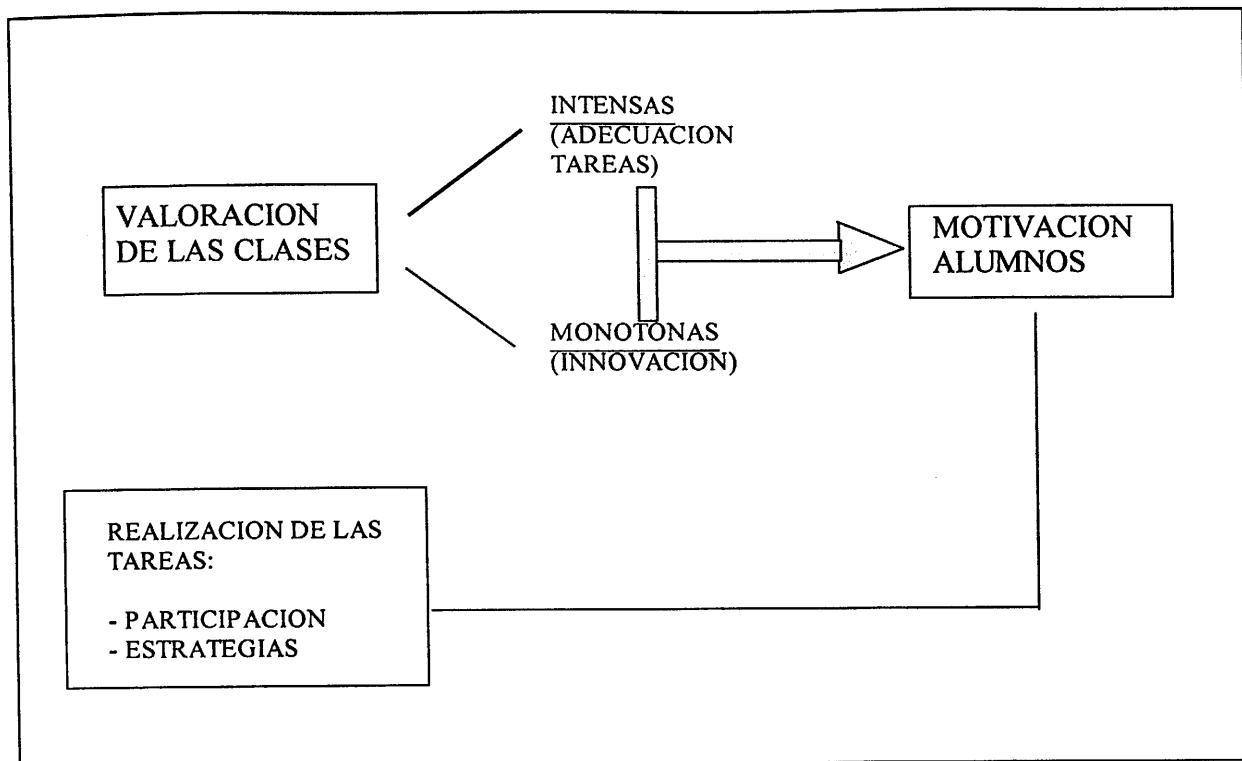 INTENSAS
(ADECUACION
TAREAS)
VALORACION
DE LAS CLASES
MOTIVACION
ALUMNOS
MONOTONAS
(INNOVACION)
REALIZACION DE LAS
TAREAS:
- PARTICIPACION
- ESTRATEGIAS